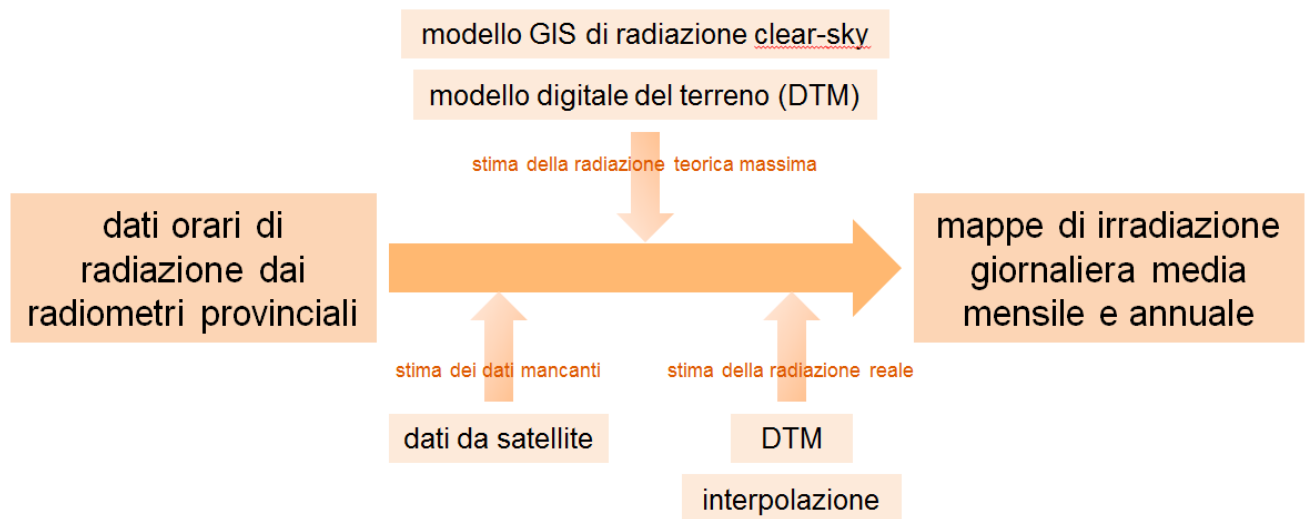 modello GIS di radiazione clear-sky
modello digitale del terreno (DTM)
stima della radiazione teorica massima
dati orari di
radiazione dai
radiometri provinciali
mappe di irradiazione
giornaliera media
mensile e annuale
stima dei dati mancanti
stima della radiazione reale
dati da satellite
DTM
interpolazione